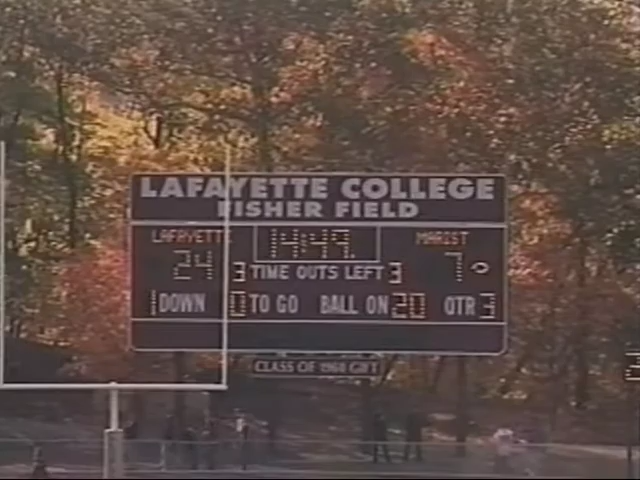 LAFAYETTE COLLEGE
FISHER FIELD
LAFAYETTE 14:49 MARIST
24 3 TIME OUTS LEFT 3 7
1 DOWN 0 TO GO BALL ON 20 QTR 3
CLASS OF 1968 GIFT